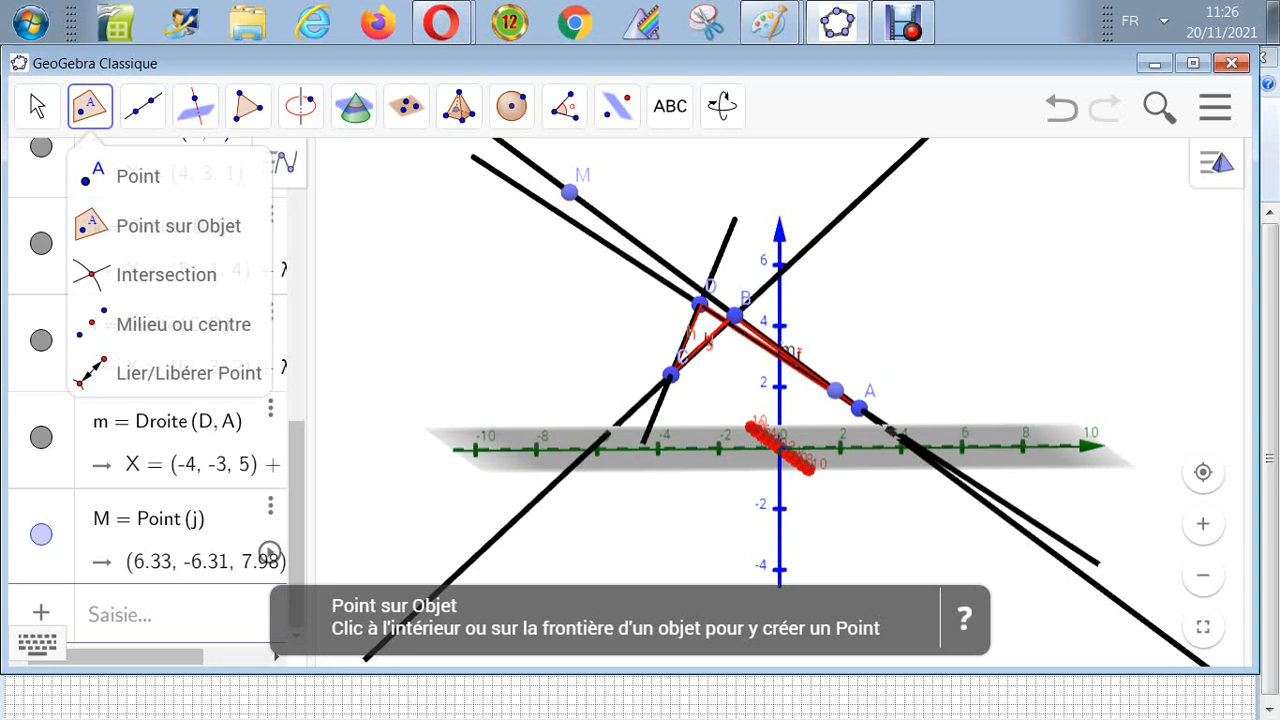 12
FR
11:26
20/11/2021
GeoGebra Classique
A
ABC
A
Point
(4, 3, 1)
A
Point sur Objet
Intersection
Milieu ou centre
Lier/Libérer Point
m = Droite (D, A)
→ X = (-4, -3, 5) +
M = Point (j)
→ (6.33, -6.31, 7.98)
+ Saisie...
M
D
B
C
A
6
4
2
-2
-4
-10 -8 -4 2 6 8 10
Point sur Objet
Clic à l'intérieur ou sur la frontière d'un objet pour y créer un Point
?